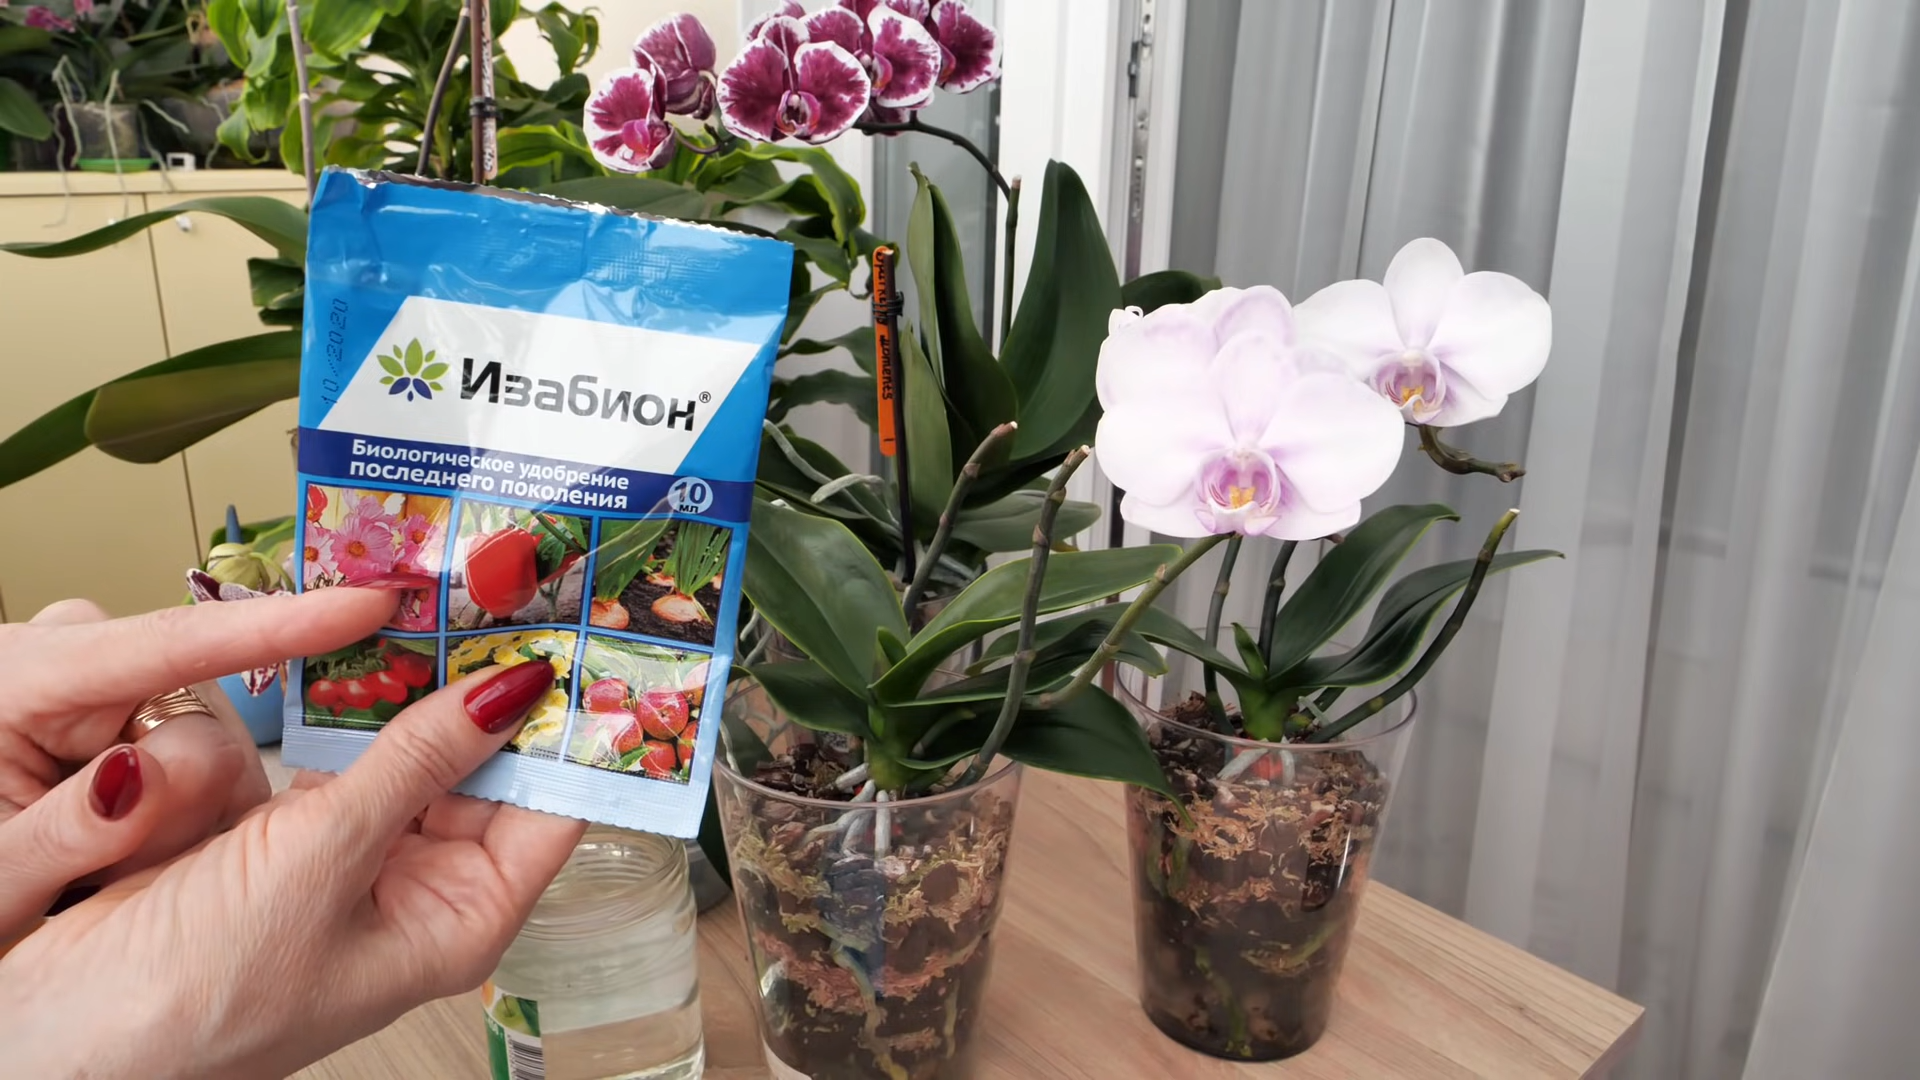 Изабион®
Биологическое удобрение
последнего поколения
10
мл